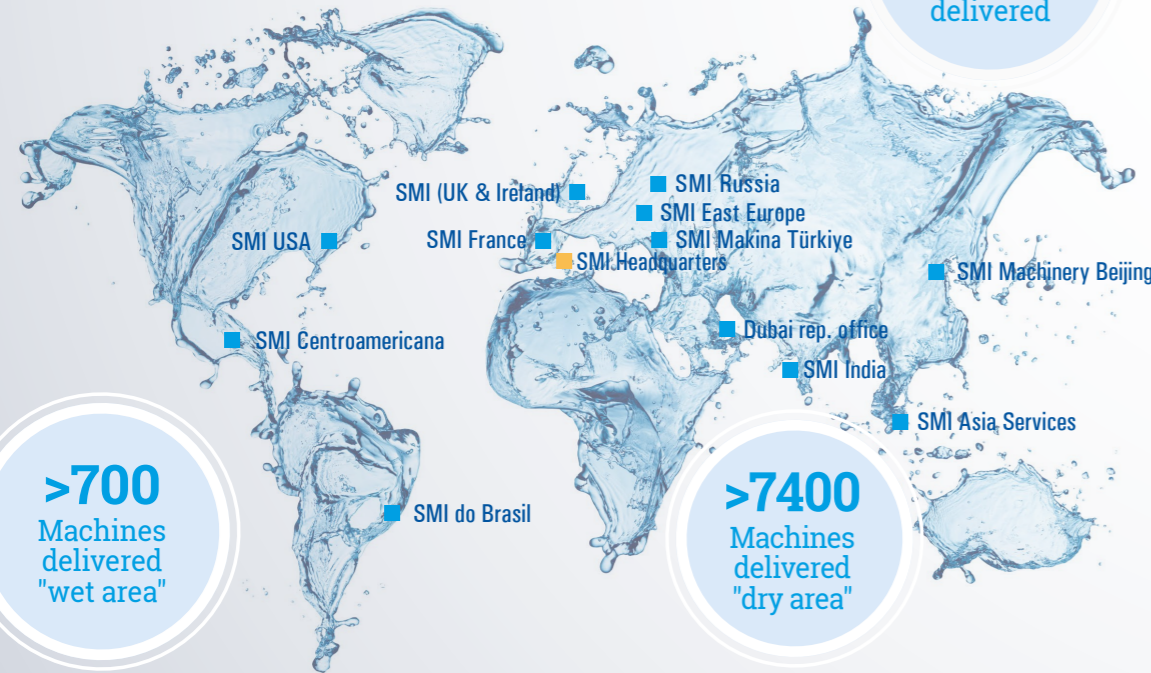 delivered
SMI (UK & Ireland)
SMI Russia
SMI East Europe
SMI USA
SMI France
SMI Makina Türkiye
SMI Headquarters
SMI Machinery Beijing
Dubai rep. office
SMI Centroamericana
SMI India
SMI Asia Services
>700
Machines
delivered
"wet area"
SMI do Brasil
>7400
Machines
delivered
"dry area"